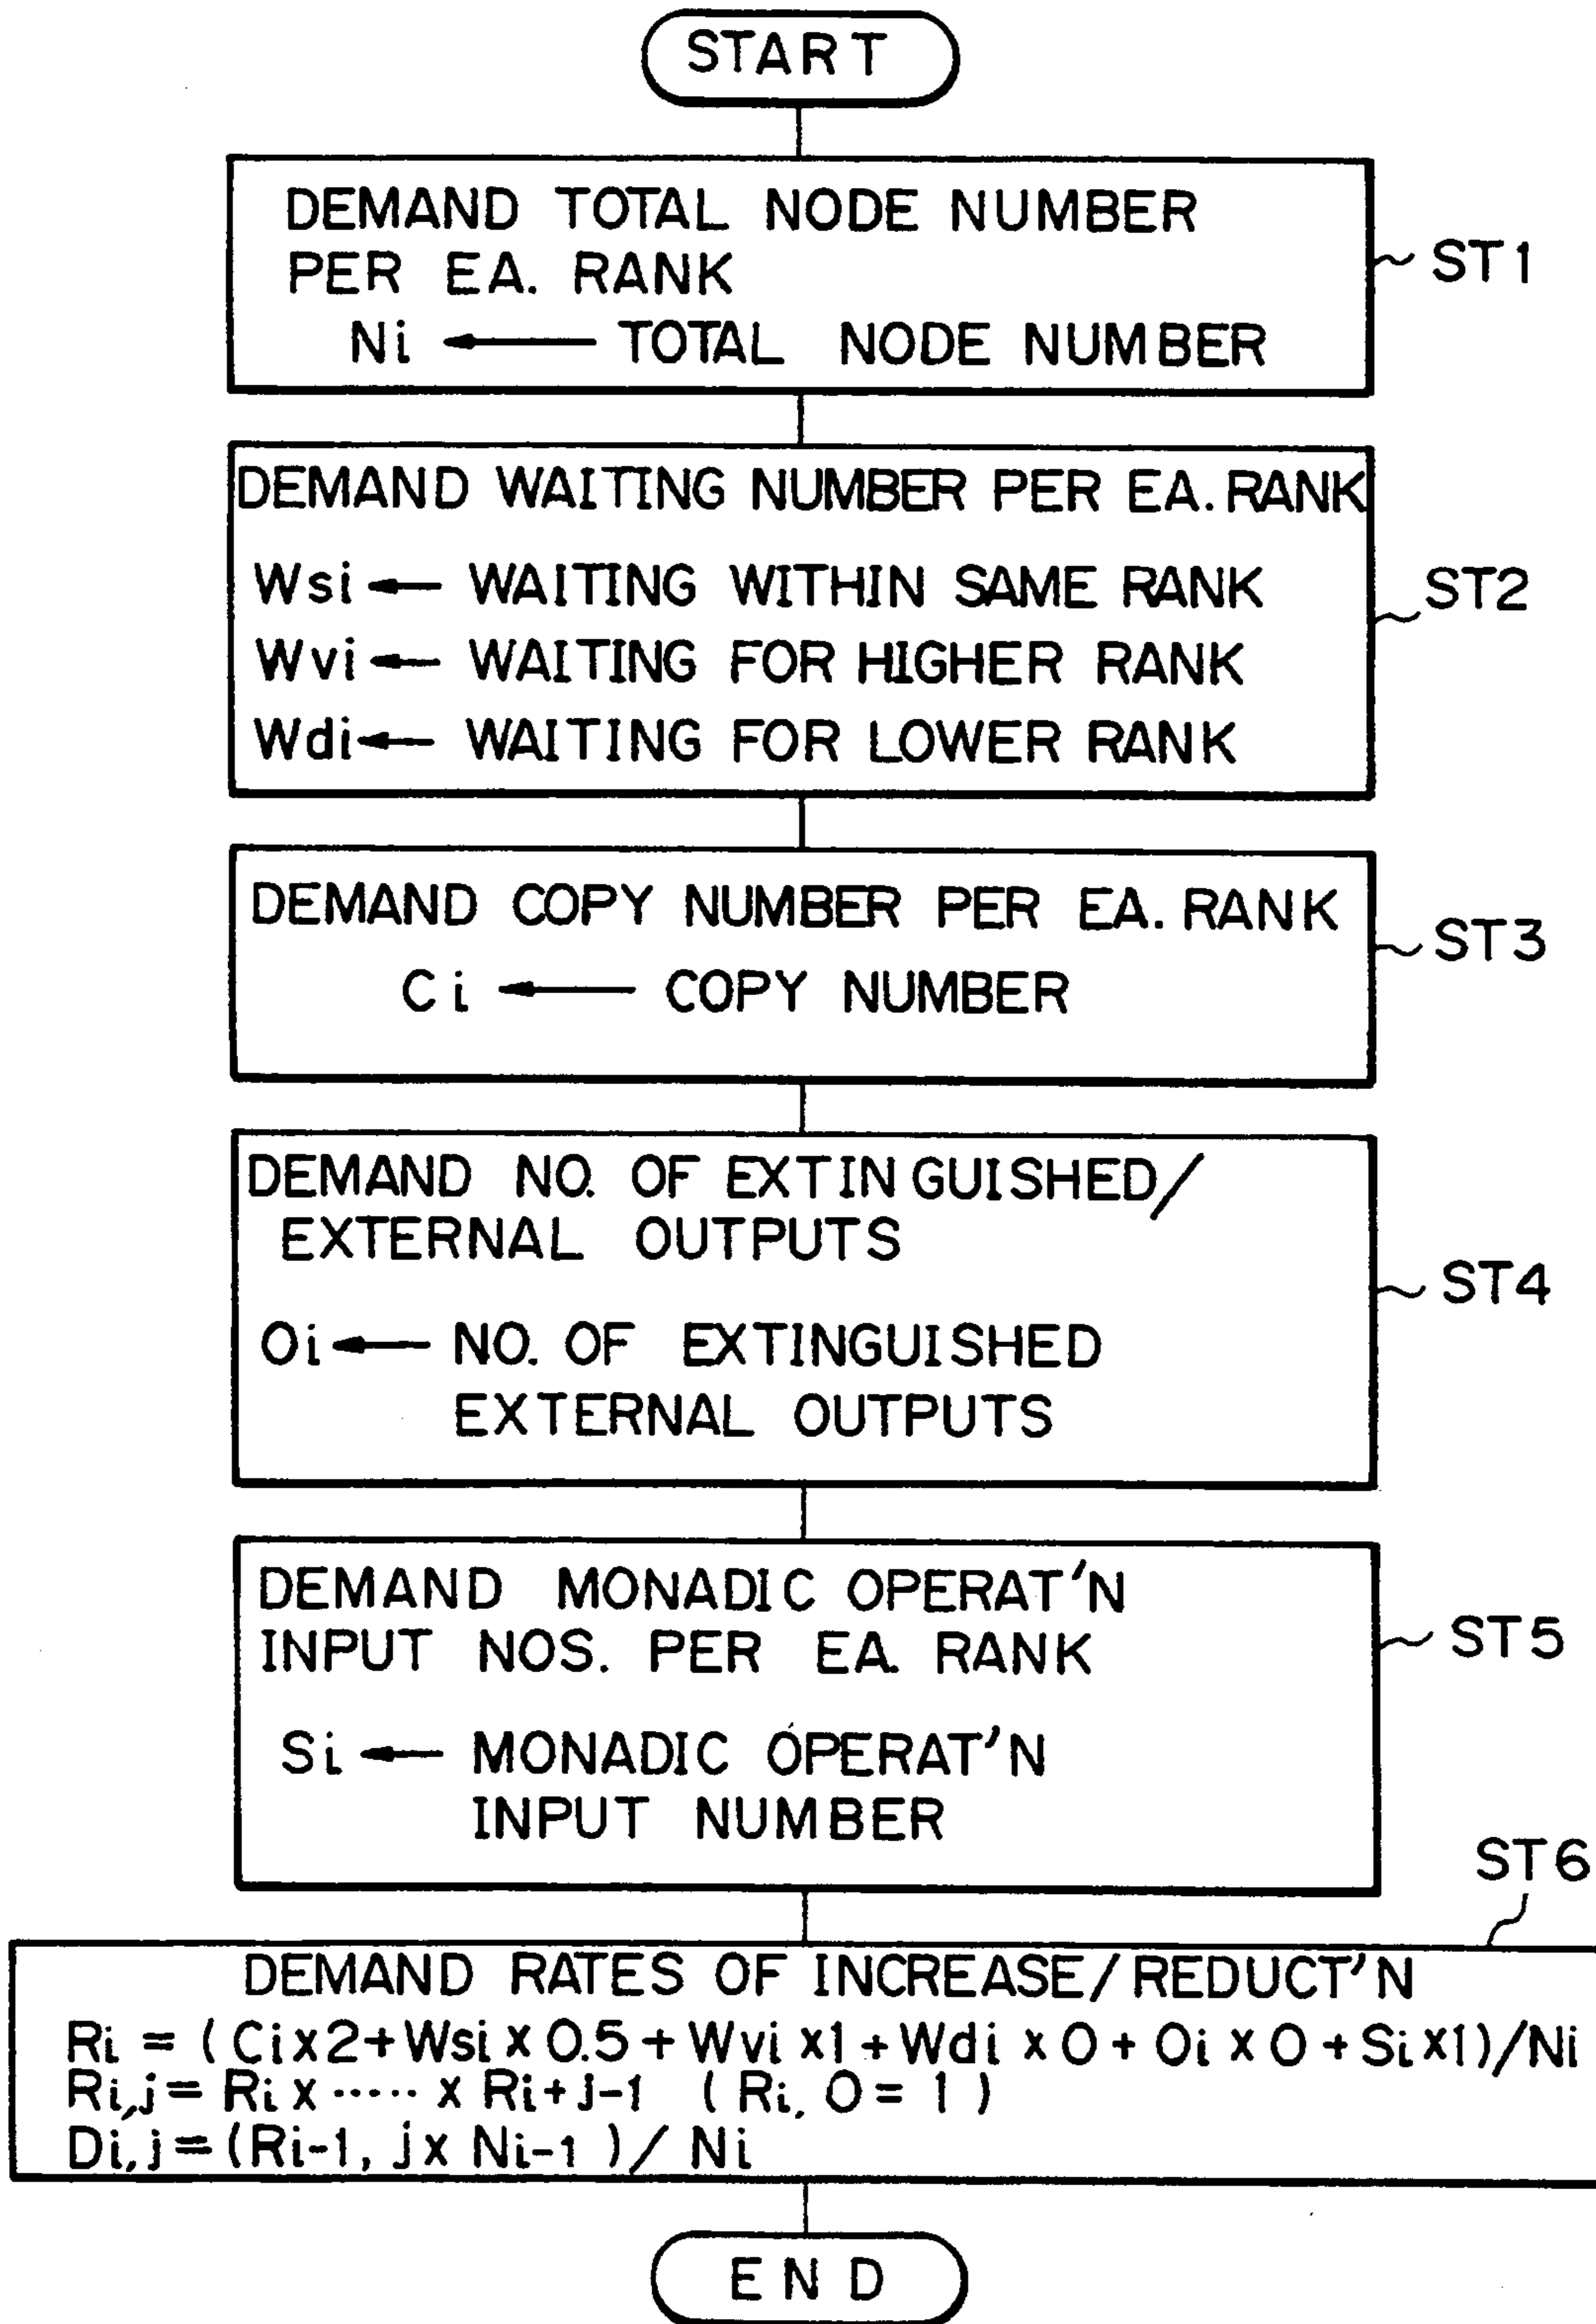 START
DEMAND TOTAL NODE NUMBER
PER EA. RANK
Ni ← TOTAL NODE NUMBER
ST1
DEMAND WAITING NUMBER PER EA. RANK
Wsi ← WAITING WITHIN SAME RANK
Wvi ← WAITING FOR HIGHER RANK
Wdi ← WAITING FOR LOWER RANK
ST2
DEMAND COPY NUMBER PER EA. RANK
Ci ← COPY NUMBER
ST3
DEMAND NO. OF EXTINGUISHED/
EXTERNAL OUTPUTS
Oi ← NO. OF EXTINGUISHED
EXTERNAL OUTPUTS
ST4
DEMAND MONADIC OPERAT'N
INPUT NOS. PER EA. RANK
Si ← MONADIC OPERAT'N
INPUT NUMBER
ST5
ST6
DEMAND RATES OF INCREASE/REDUCT'N
Ri = (Ci x 2 + Wsi x 0.5 + Wvi x 1 + Wdi x 0 + Oi x 0 + Si x 1)/Ni
Ri,j = Ri x ····· x Ri+j-1 (Ri, 0 = 1)
Di,j = (Ri-1, j x Ni-1)/Ni
END